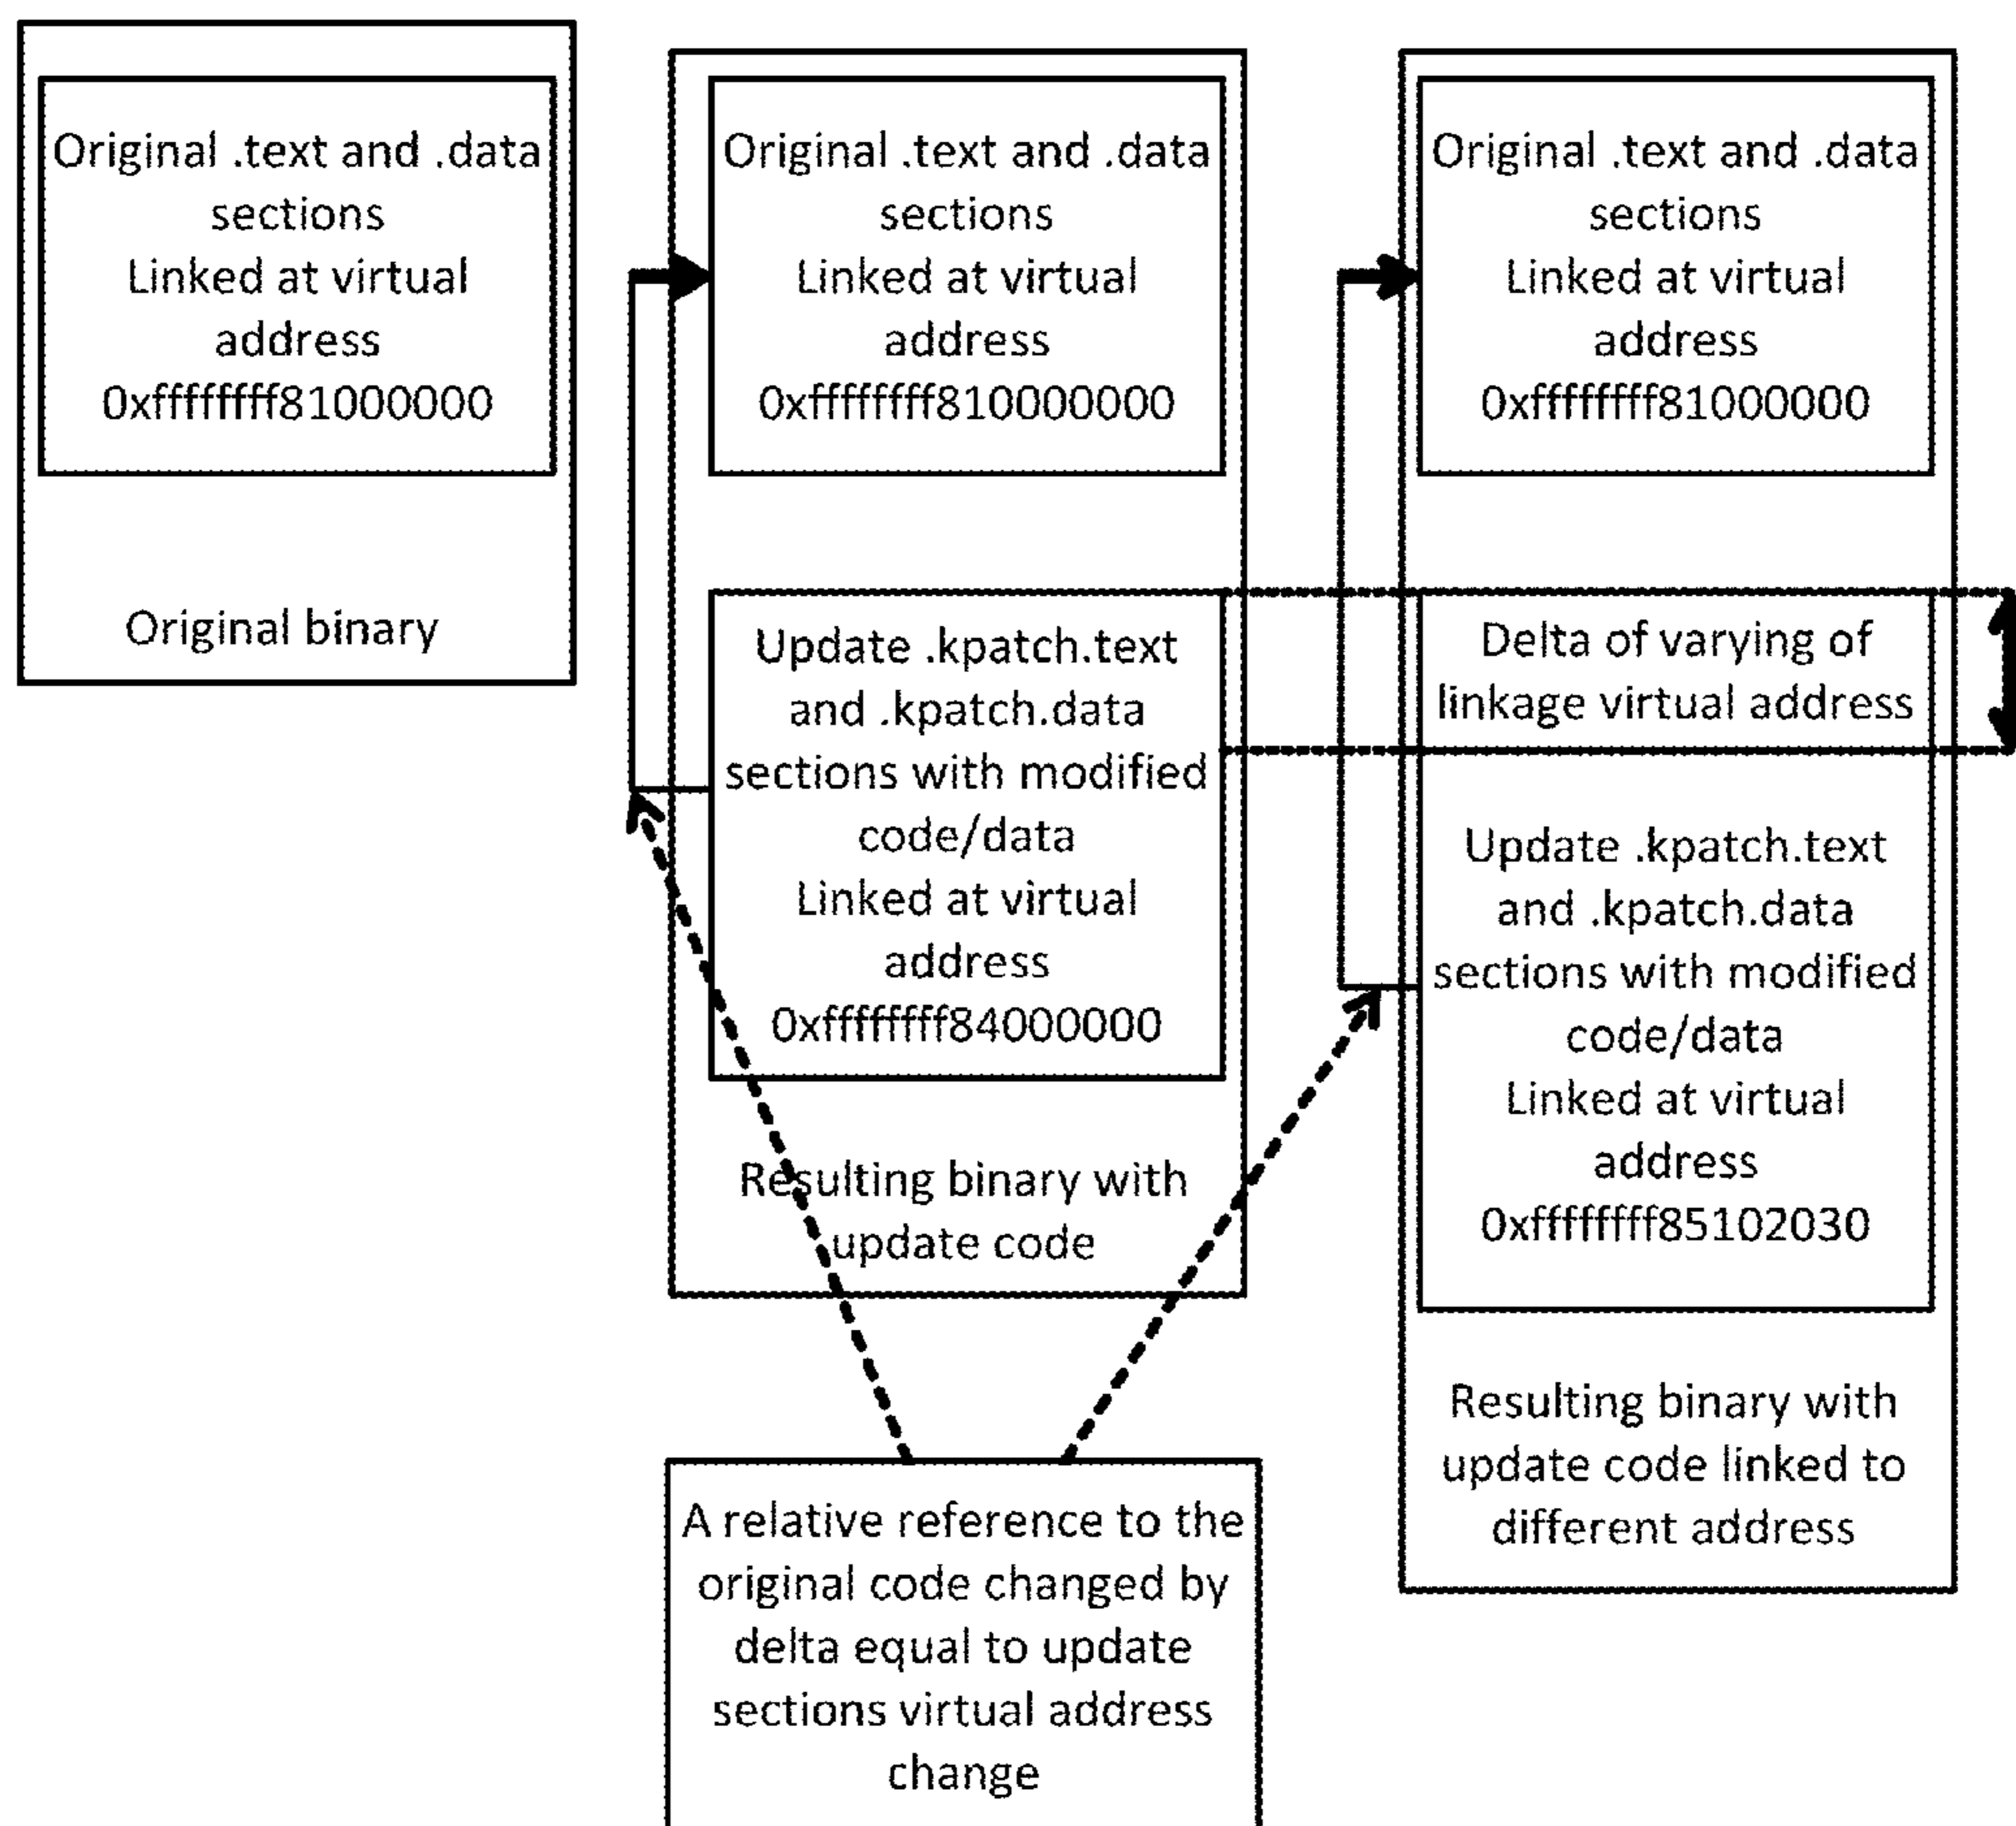 Original .text and .data
sections
Linked at virtual
address
0xffffffff81000000
Original binary
Original .text and .data
sections
Linked at virtual
address
0xffffffff810000000
Update .kpatch.text
and .kpatch.data
sections with modified
code/data
Linked at virtual
address
0xffffffff84000000
Resulting binary with
update code
Original .text and .data
sections
Linked at virtual
address
0xffffffff81000000
Delta of varying of
linkage virtual address
Update .kpatch.text
and .kpatch.data
sections with modified
code/data
Linked at virtual
address
0xffffffff85102030
Resulting binary with
update code linked to
different address
A relative reference to the
original code changed by
delta equal to update
sections virtual address
change